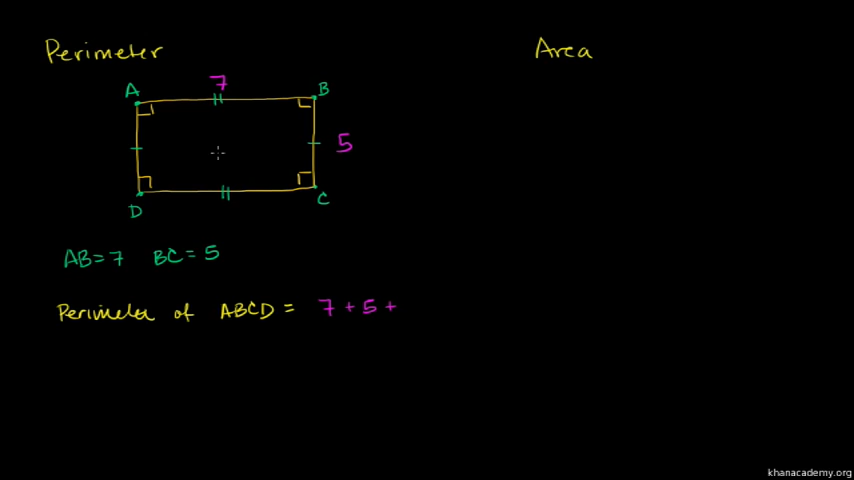 Perimeter
Area
7
A
B
5
D
C
AB=7 BC=5
Perimeter of ABCD = 7 + 5 +
khanacademy.org